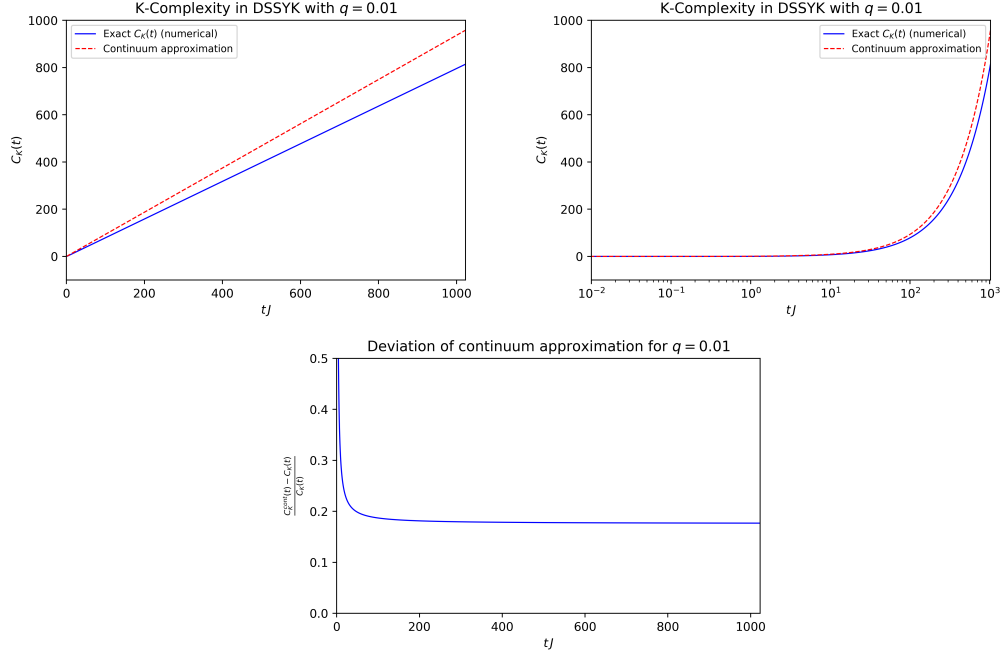 K-Complexity in DSSYK with q = 0.01
1000
800
600
400
200
0
C_K(t)
Exact C_K(t) (numerical)
Continuum approximation
0 200 400 600 800 1000
tJ
K-Complexity in DSSYK with q = 0.01
1000
800
600
400
200
0
C_K(t)
Exact C_K(t) (numerical)
Continuum approximation
10^-2 10^-1 10^0 10^1 10^2 10^3
tJ
Deviation of continuum approximation for q = 0.01
0.5
0.4
0.3
0.2
0.1
0.0
C_K^cont(t) − C_K(t)
C_K(t)
0 200 400 600 800 1000
tJ